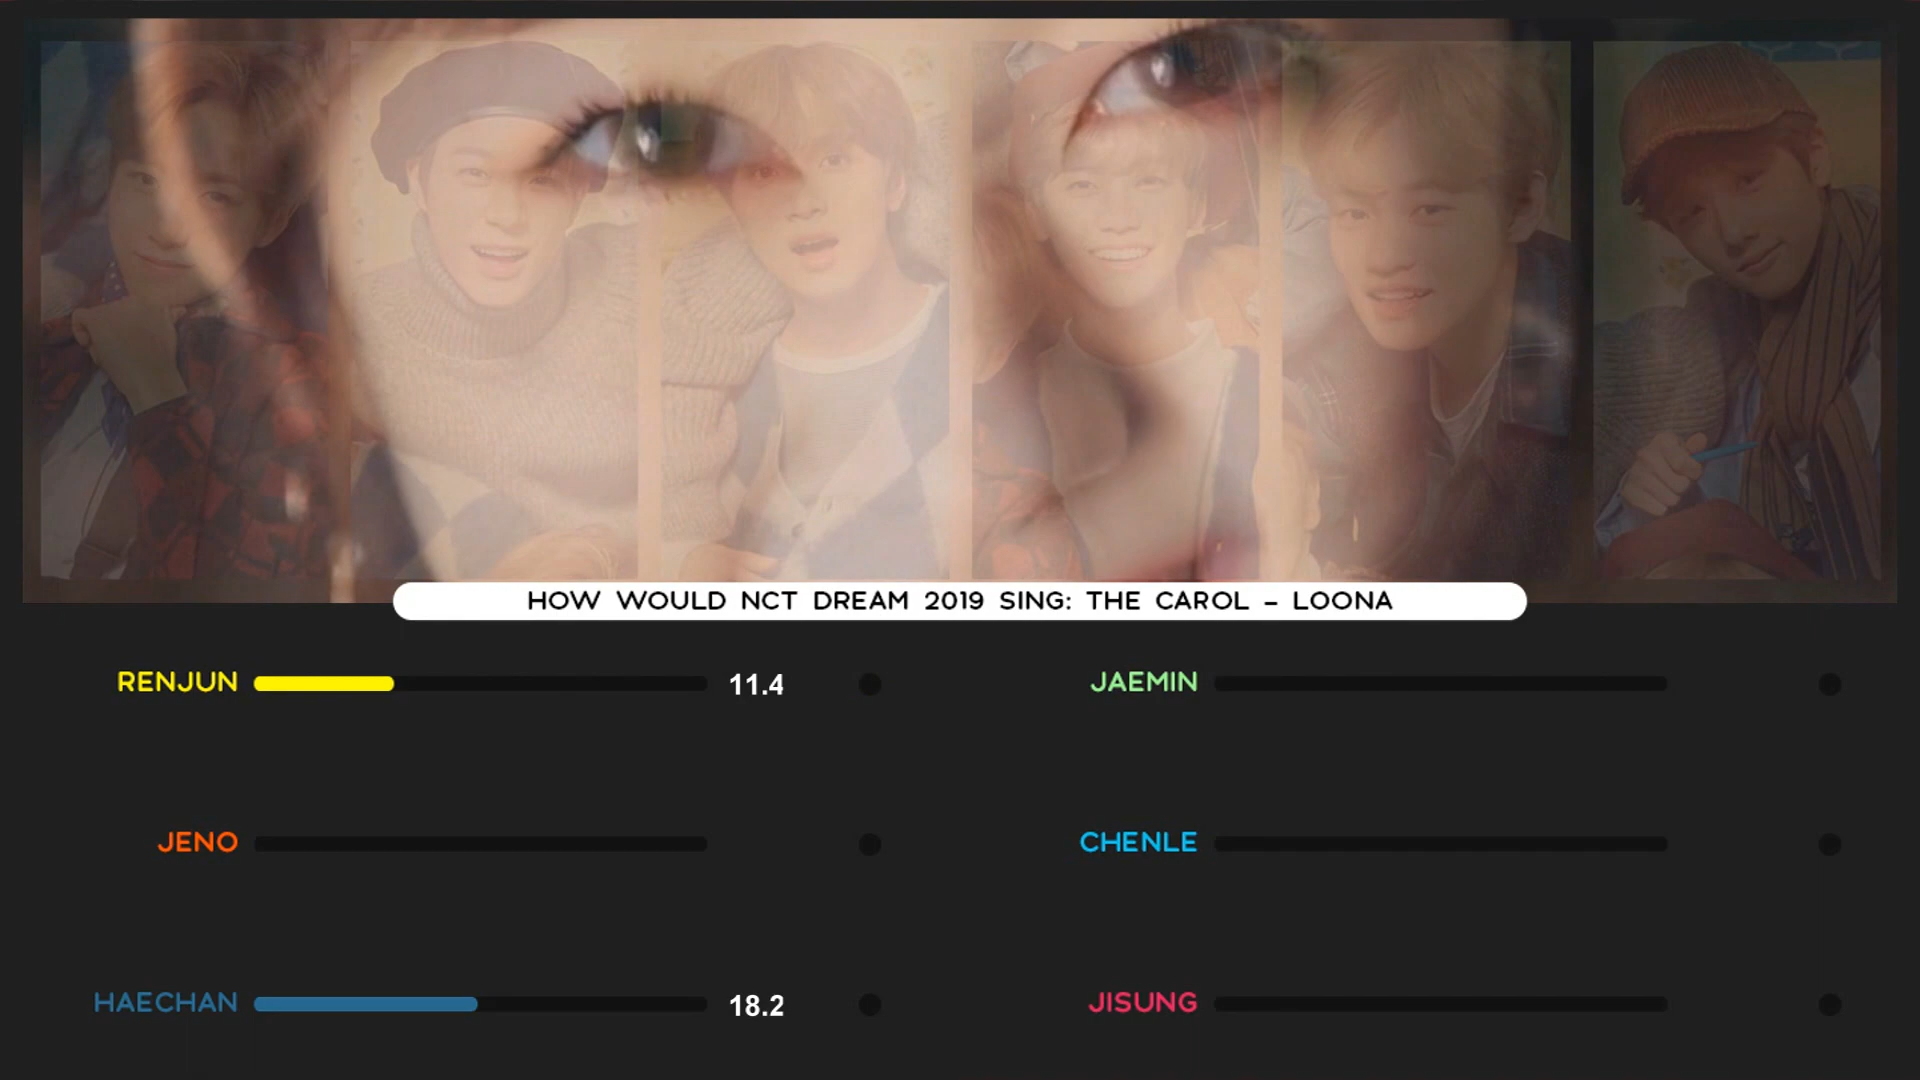 HOW WOULD NCT DREAM 2019 SING: THE CAROL – LOONA
RENJUN 11.4
JAEMIN
JENO
CHENLE
HAECHAN 18.2
JISUNG